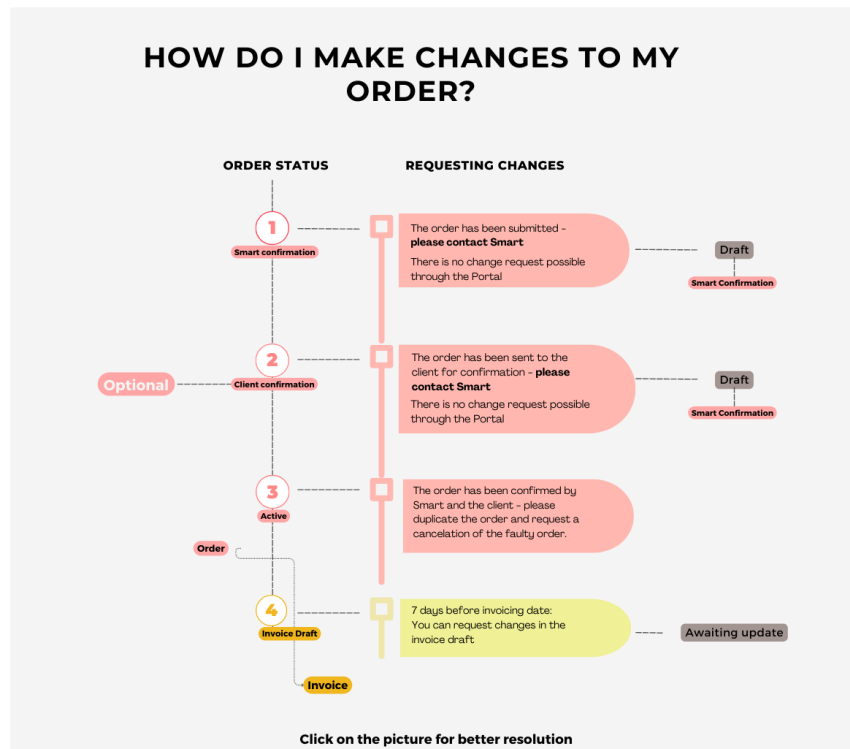 HOW DO I MAKE CHANGES TO MY
ORDER?
ORDER STATUS
REQUESTING CHANGES
1
Smart confirmation
The order has been submitted -
please contact Smart
There is no change request possible
through the Portal
Draft
Smart Confirmation
Optional
2
Client confirmation
The order has been sent to the
client for confirmation - please
contact Smart
There is no change request possible
through the Portal
Draft
Smart Confirmation
3
Active
The order has been confirmed by
Smart and the client - please
duplicate the order and request a
cancelation of the faulty order.
Order
4
Invoice Draft
7 days before invoicing date:
You can request changes in the
invoice draft
Awaiting update
Invoice
Click on the picture for better resolution